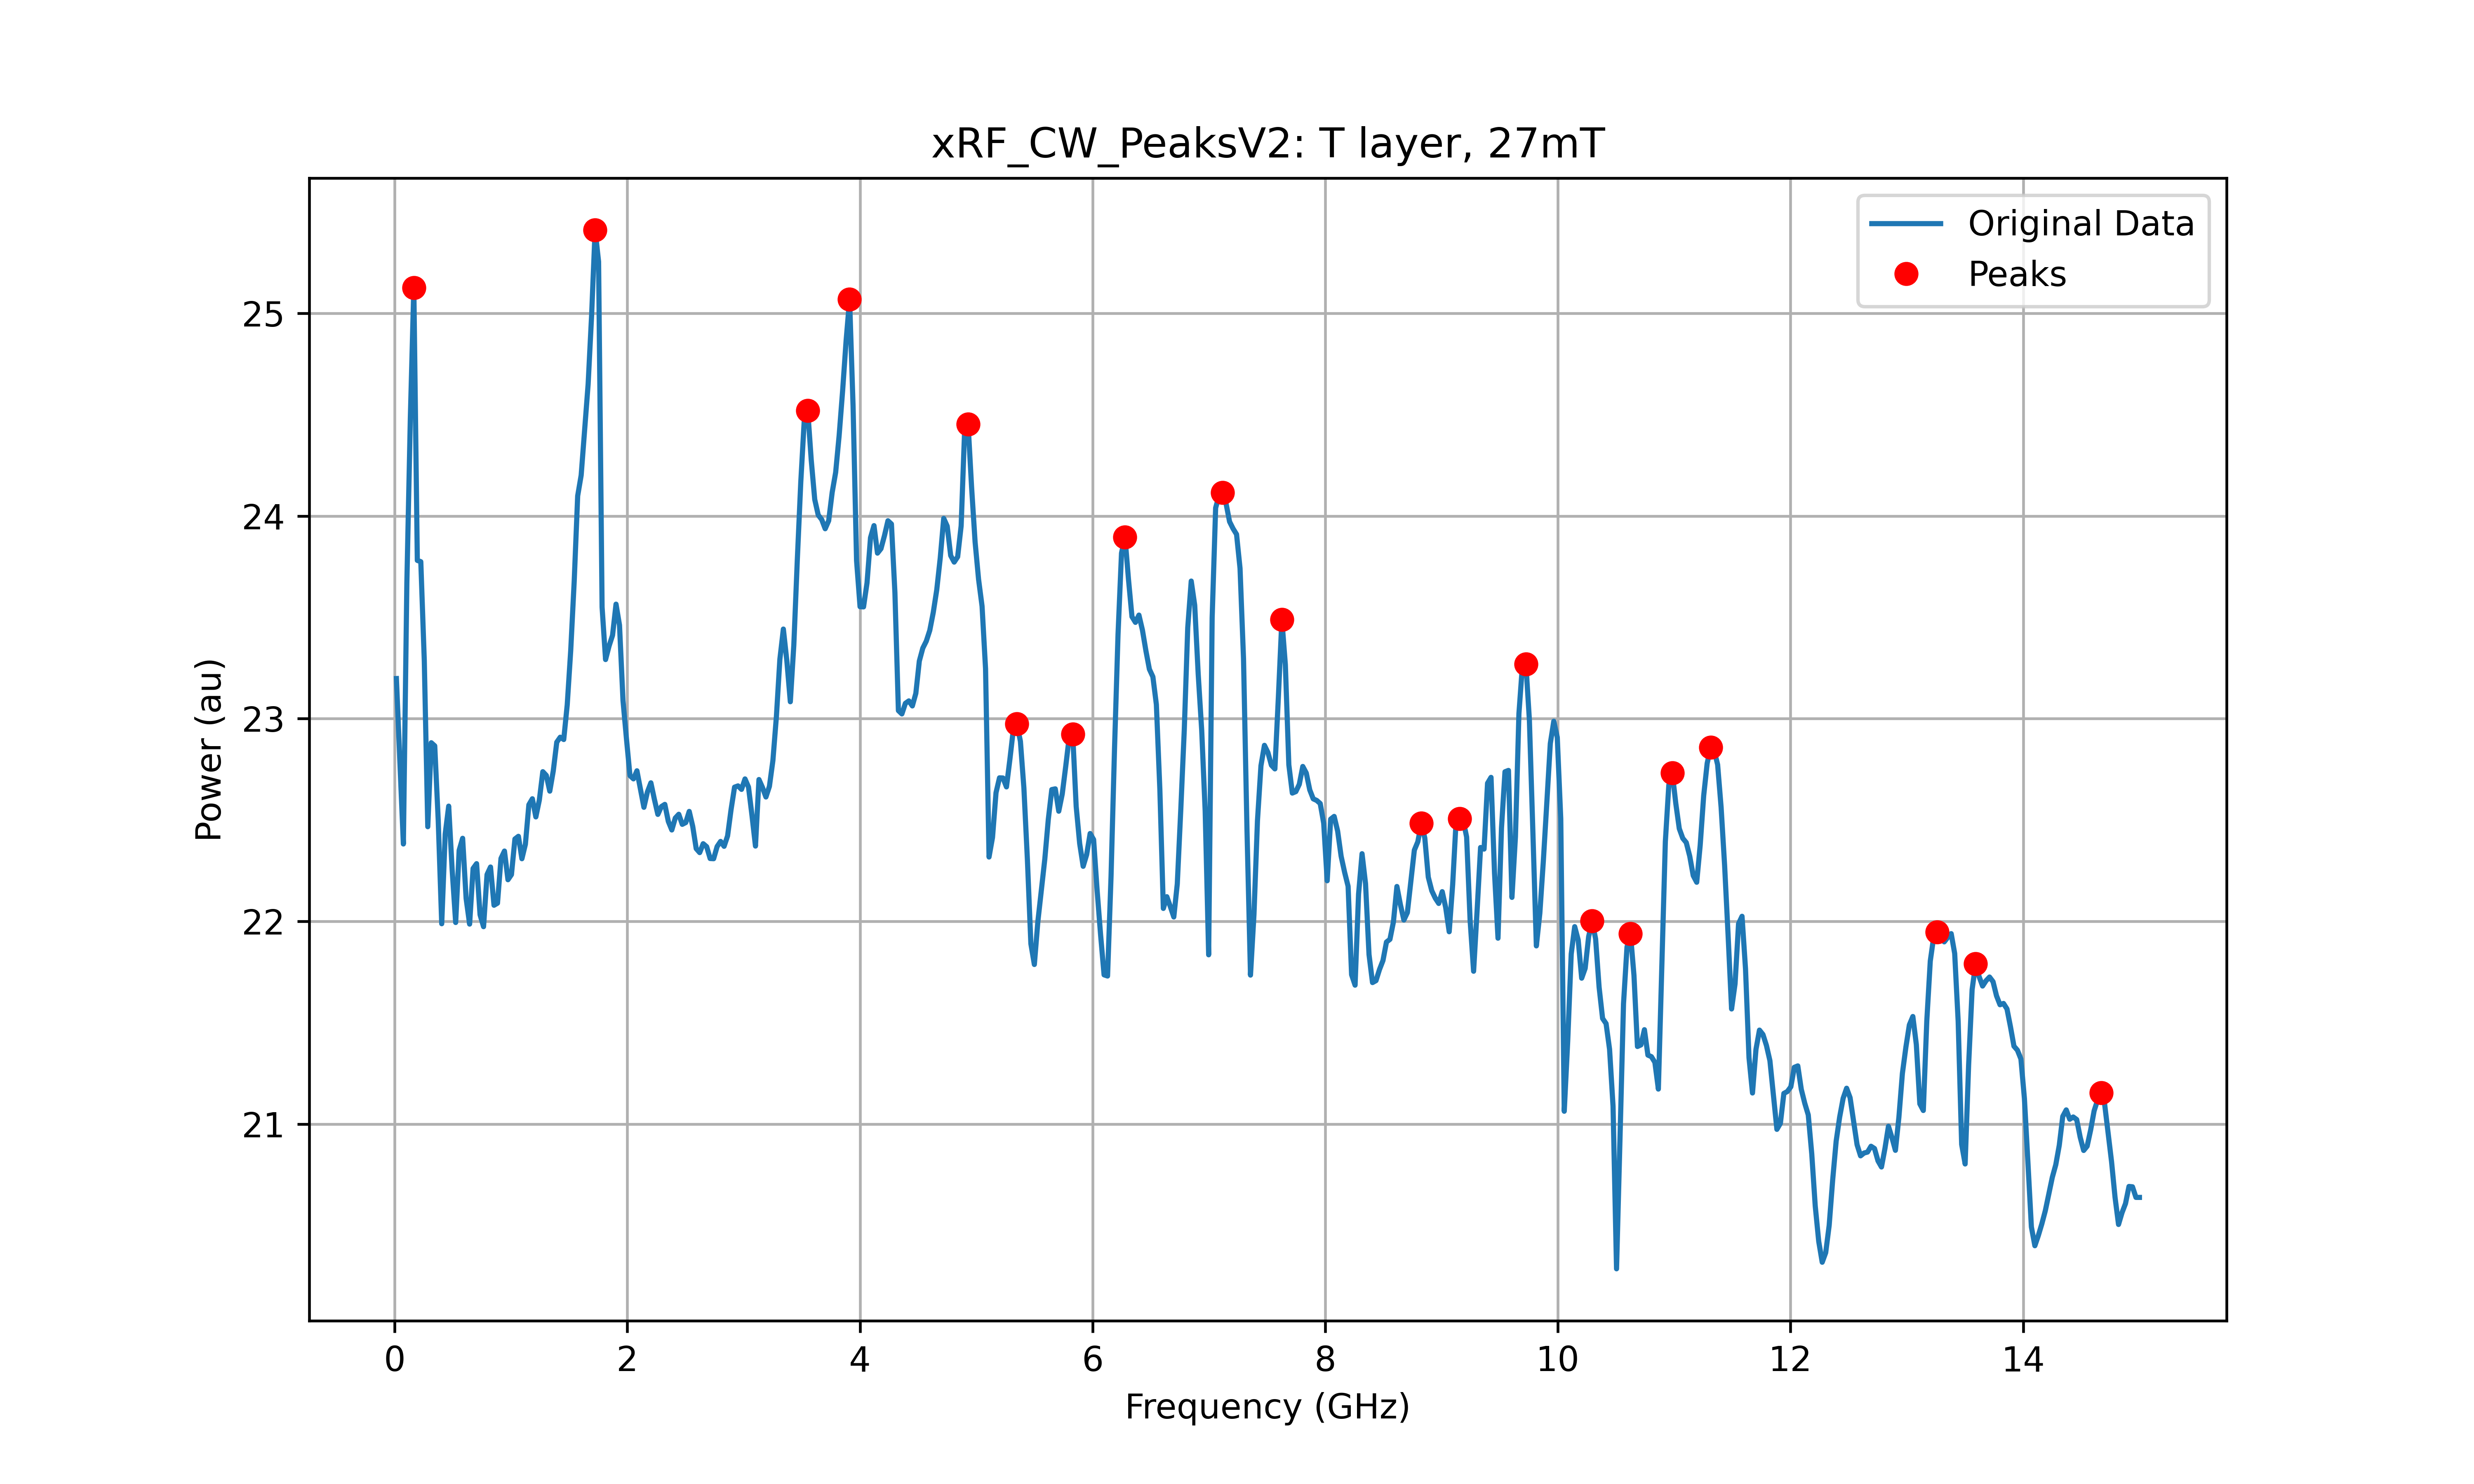 xRF_CW_PeaksV2: T layer, 27mT
Original Data
Peaks
Power (au)
25
24
23
22
21
0 2 4 6 8 10 12 14
Frequency (GHz)